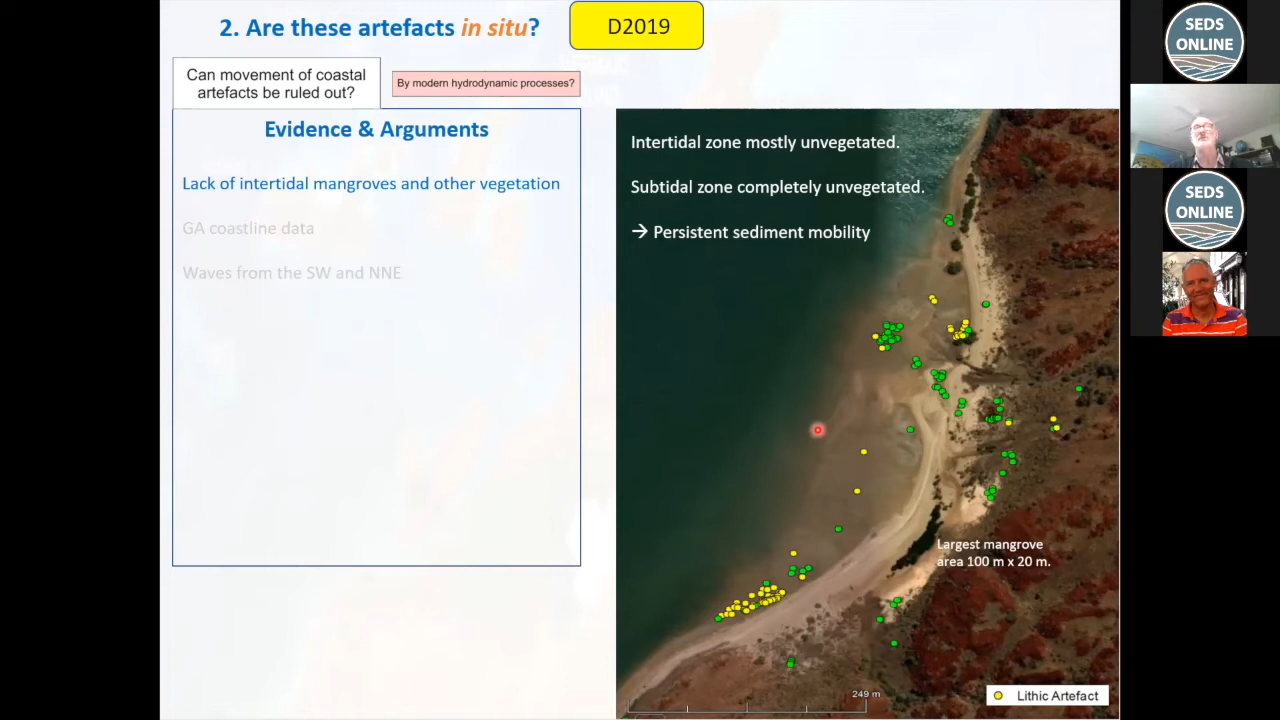 2. Are these artefacts in situ?
D2019
Can movement of coastal
artefacts be ruled out?
By modern hydrodynamic processes?
Evidence & Arguments
Lack of intertidal mangroves and other vegetation
GA coastline data
Waves from the SW and NNE
Intertidal zone mostly unvegetated.
Subtidal zone completely unvegetated.
→ Persistent sediment mobility
Largest mangrove
area 100 m x 20 m.
249 m
Lithic Artefact
SEDS
ONLINE
SEDS
ONLINE